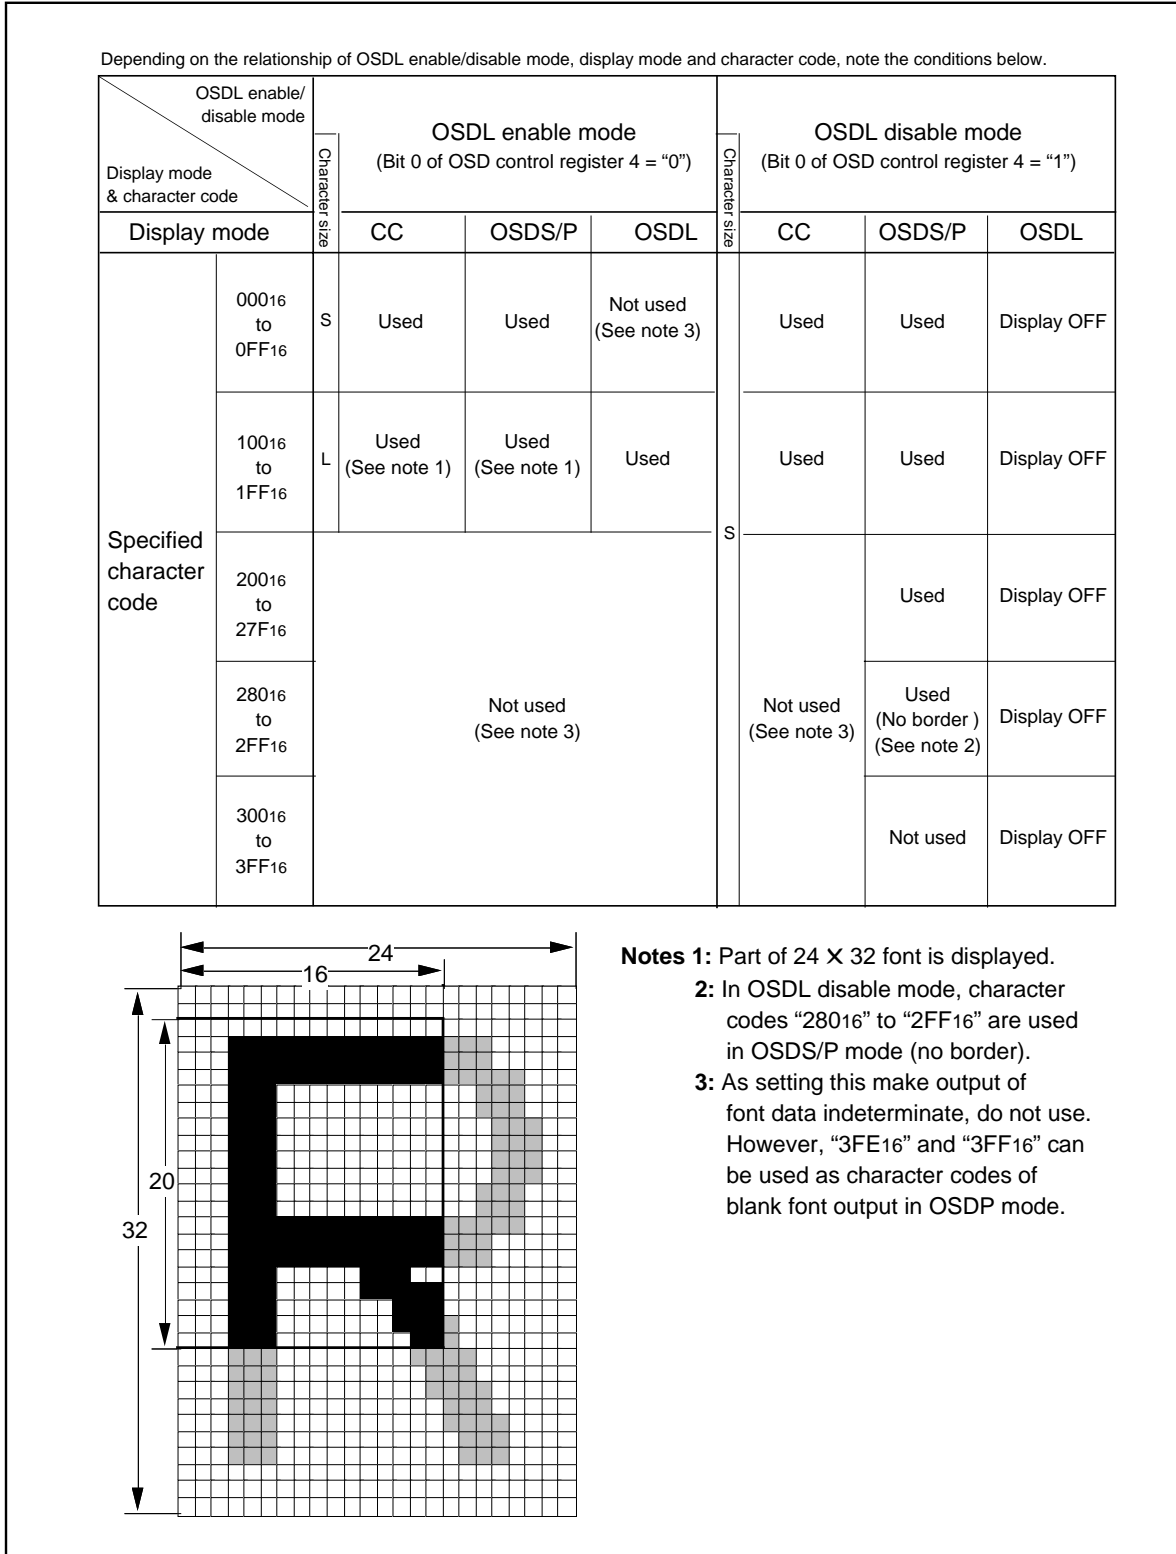 Depending on the relationship of OSDL enable/disable mode, display mode and character code, note the conditions below.
OSDL enable/
disable mode
Display mode
& character code
Character size
OSDL enable mode
(Bit 0 of OSD control register 4 = “0”)
Character size
OSDL disable mode
(Bit 0 of OSD control register 4 = “1”)
Display mode CC OSDS/P OSDL CC OSDS/P OSDL
Specified
character
code
00016
to
0FF16
S Used Used Not used
(See note 3)
Used Used Display OFF
10016
to
1FF16
L Used
(See note 1)
Used
(See note 1)
Used
Used Used Display OFF
S
20016
to
27F16
Used Display OFF
28016
to
2FF16
Not used
(See note 3)
Not used
(See note 3)
Used
(No border )
(See note 2)
Display OFF
30016
to
3FF16
Not used Display OFF
24
16
20
32
Notes 1: Part of 24 ✕ 32 font is displayed.
2: In OSDL disable mode, character
codes “28016” to “2FF16” are used
in OSDS/P mode (no border).
3: As setting this make output of
font data indeterminate, do not use.
However, “3FE16” and “3FF16” can
be used as character codes of
blank font output in OSDP mode.